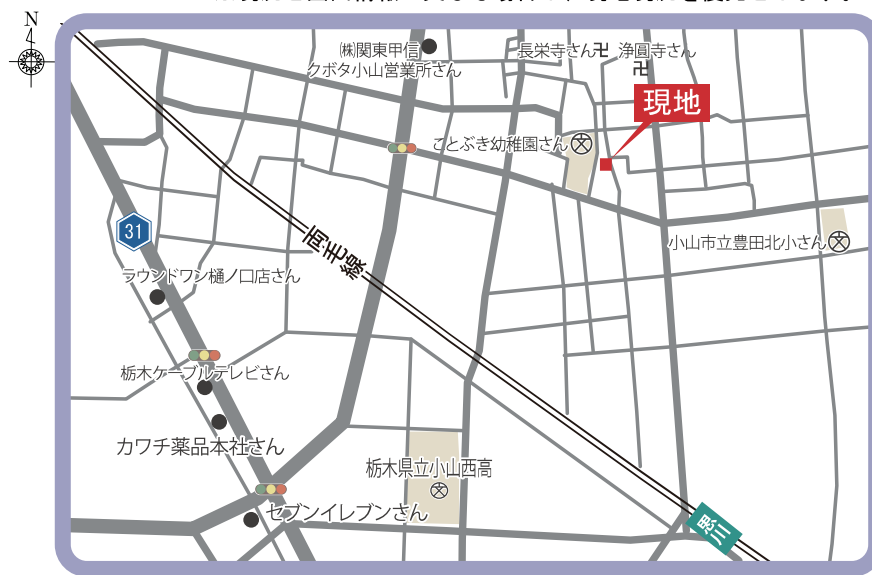 N
㈱関東甲信
クボタ小山営業所さん
長栄寺さん卍
浄圓寺さん
卍
現地
ことぶき幼稚園さん
31
両毛線
小山市立豊田北小さん
ラウンドワン樋ノ口店さん
栃木ケーブルテレビさん
カワチ薬品本社さん
栃木県立小山西高
セブンイレブンさん
思川